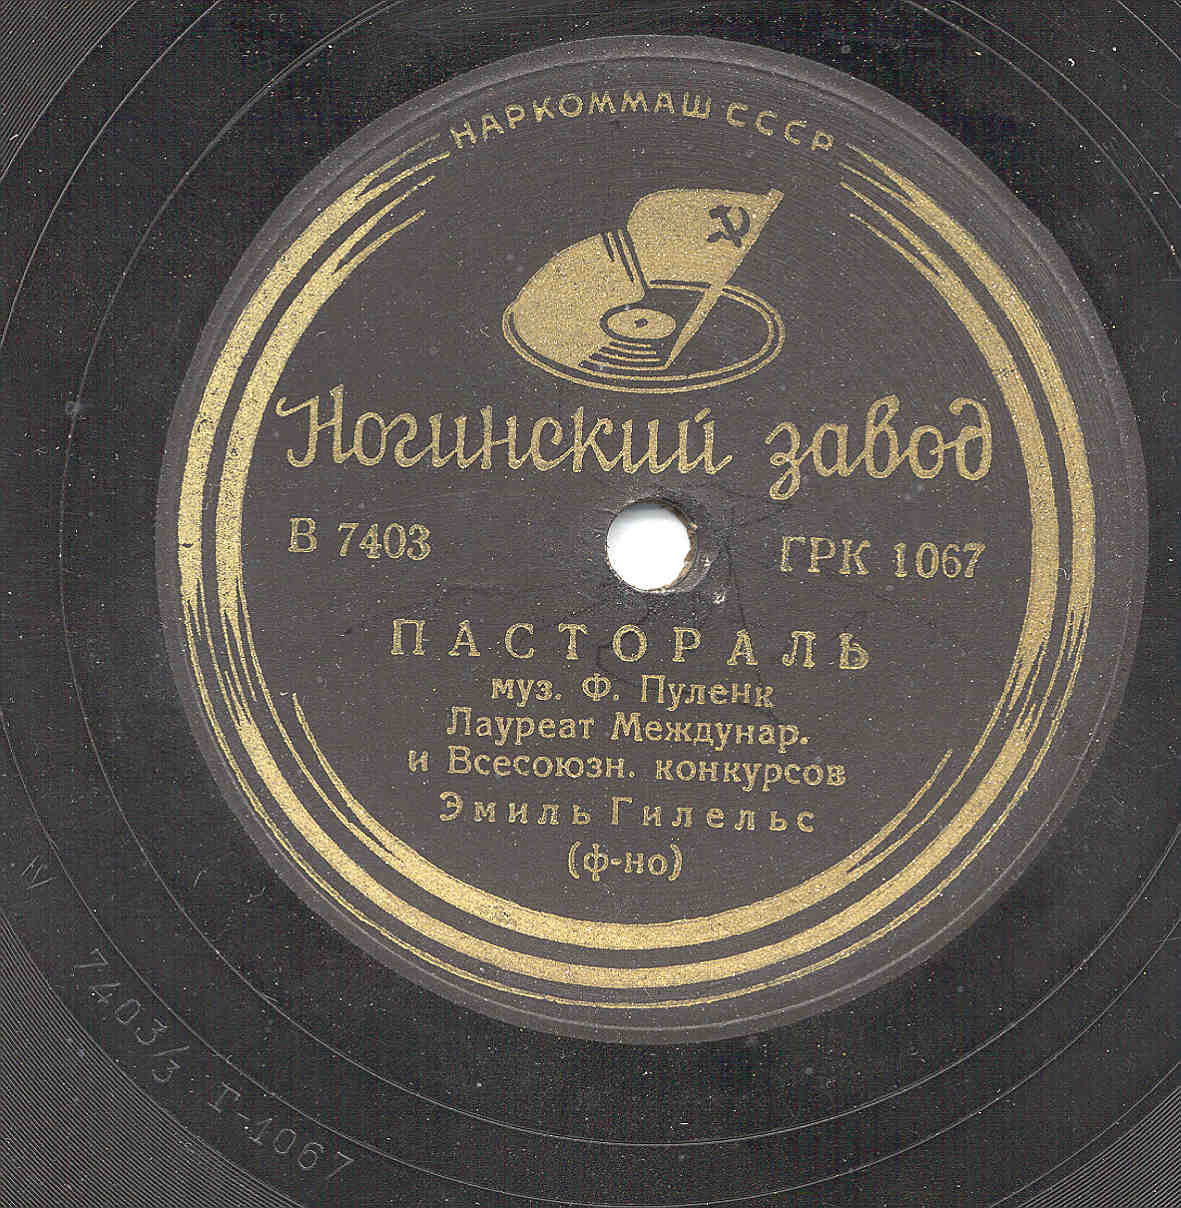 НАРКОММАШ СССР
Ногинский завод
В 7403 ГРК 1067
ПАСТОРАЛЬ
муз. Ф. Пуленк
Лауреат Междунар.
и Всесоюзн. конкурсов
Эмиль Гилельс
(ф-но)
7403/3 Г-1067